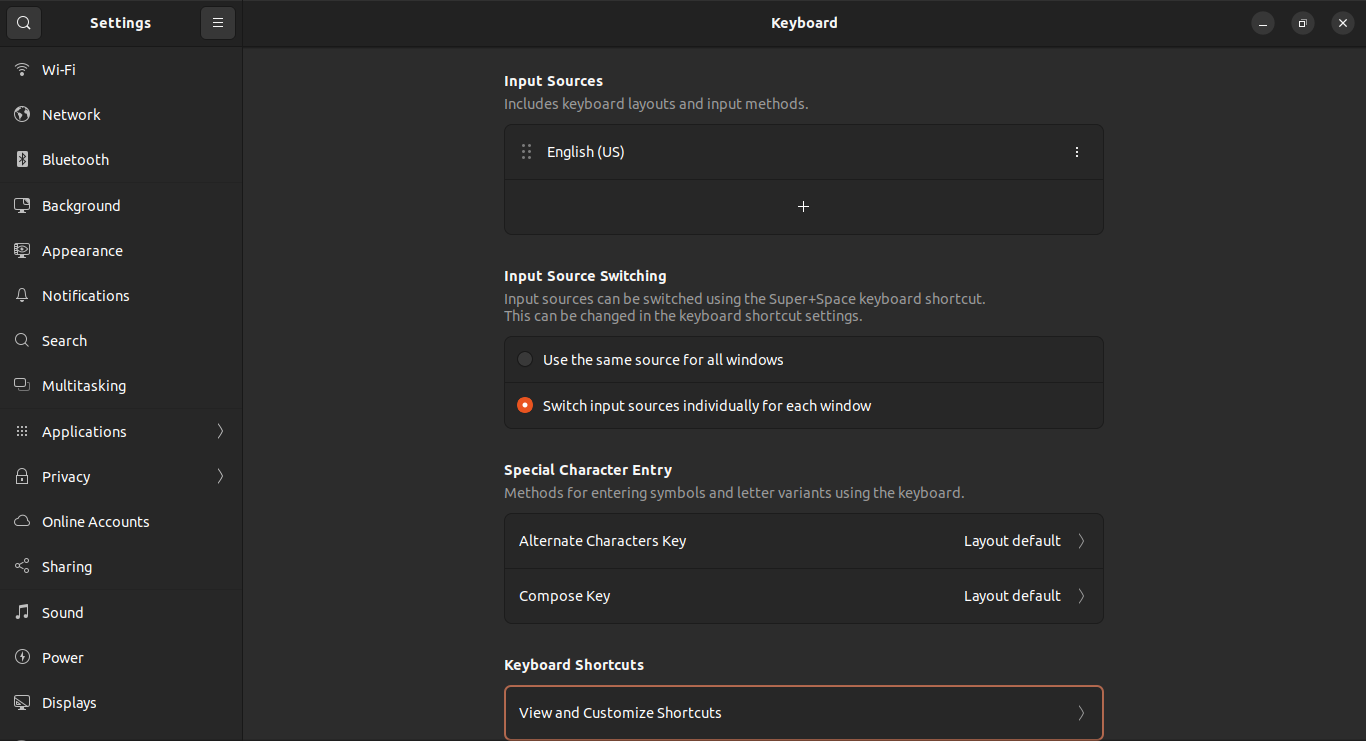 Settings
Keyboard
Wi-Fi
Network
Bluetooth
Background
Appearance
Notifications
Search
Multitasking
Applications
Privacy
Online Accounts
Sharing
Sound
Power
Displays
Input Sources
Includes keyboard layouts and input methods.
English (US)
Input Source Switching
Input sources can be switched using the Super+Space keyboard shortcut.
This can be changed in the keyboard shortcut settings.
Use the same source for all windows
Switch input sources individually for each window
Special Character Entry
Methods for entering symbols and letter variants using the keyboard.
Alternate Characters Key Layout default
Compose Key Layout default
Keyboard Shortcuts
View and Customize Shortcuts